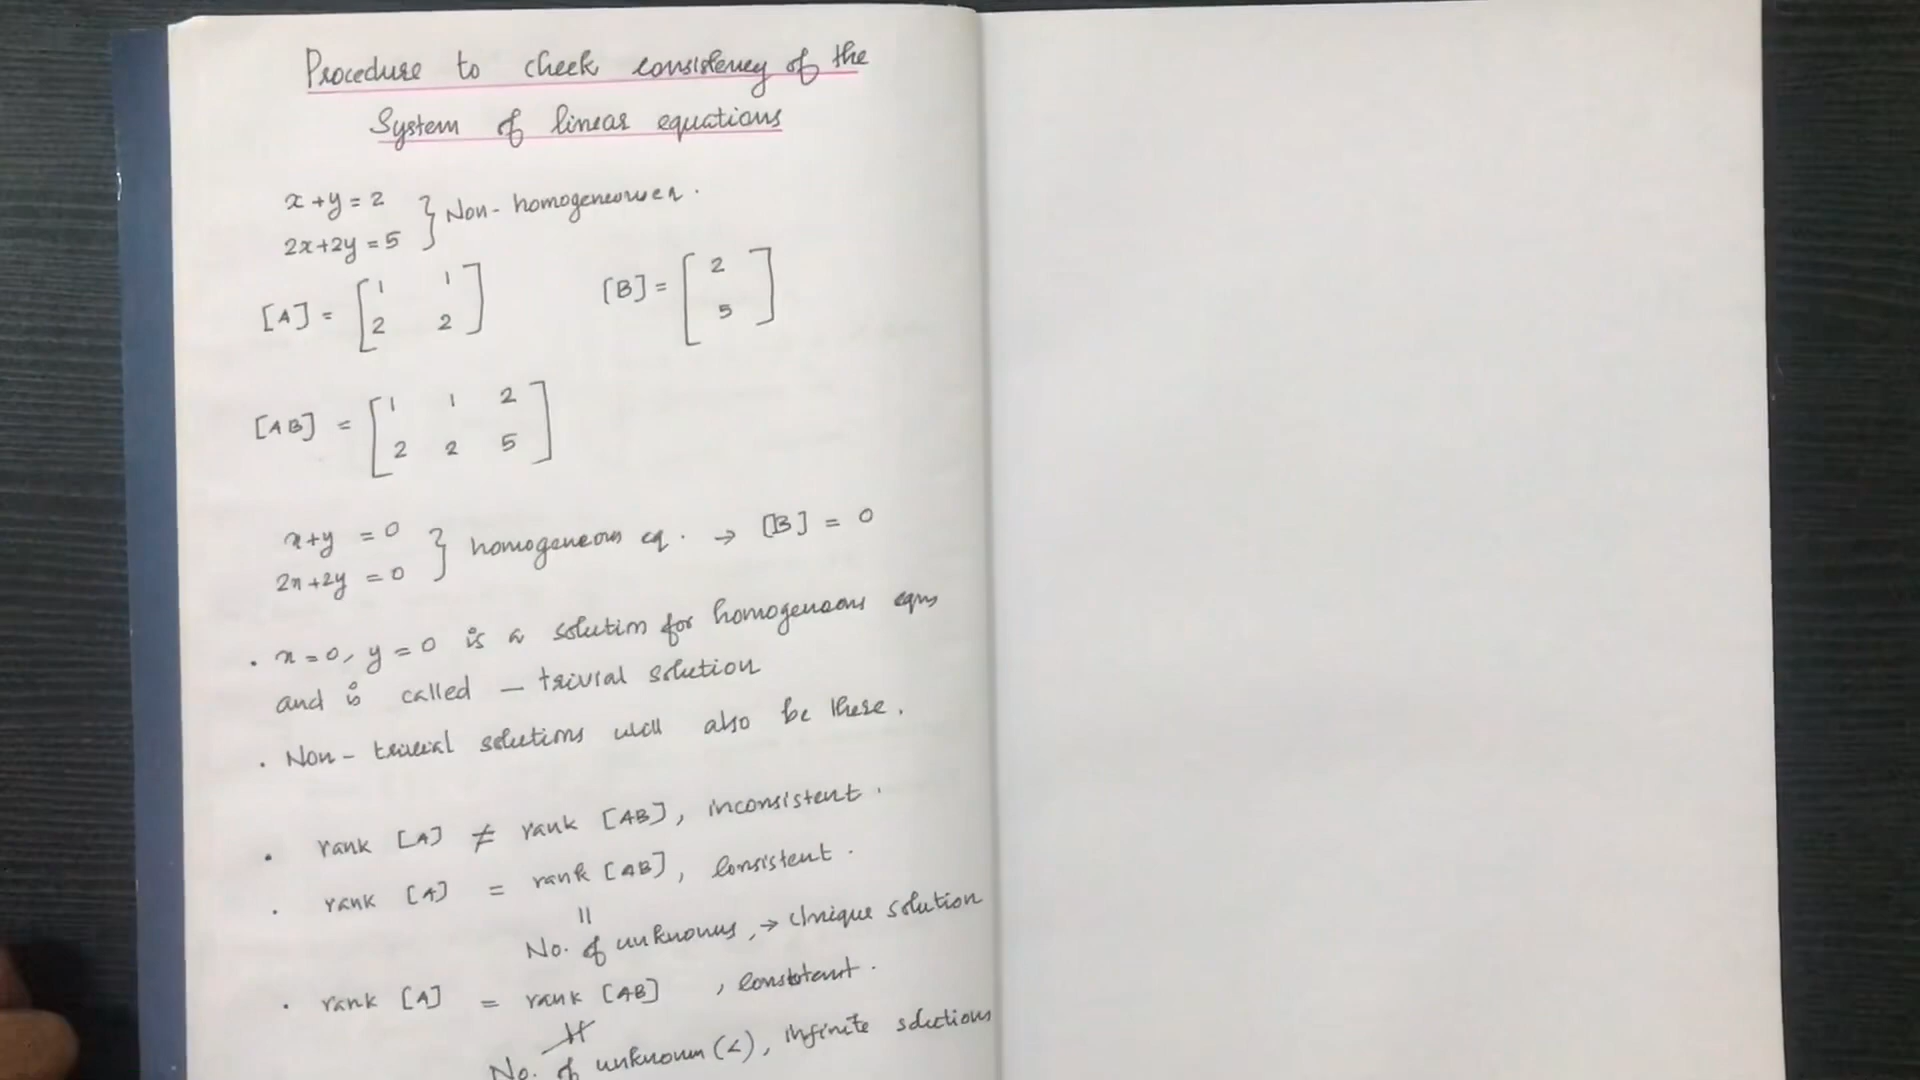 Procedure to check consistency of the
System of linear equations
x + y = 2
2x + 2y = 5 } Non-homogeneous en.
[A] = [ 1 1
2 2 ] [B] = [ 2
5 ]
[AB] = [ 1 1 2
2 2 5 ]
x + y = 0
2x + 2y = 0 } homogeneous eq. → [B] = 0
• x = 0, y = 0 is a solution for homogeneous eqns
and is called – trivial solution
• Non-trivial solutions will also be there.
• rank [A] ≠ rank [AB], inconsistent.
• rank [A] = rank [AB], consistent.
||
No. of unknowns, → Unique solution
• rank [A] = rank [AB], consistent.
≠
No. of unknown (<), infinite solutions